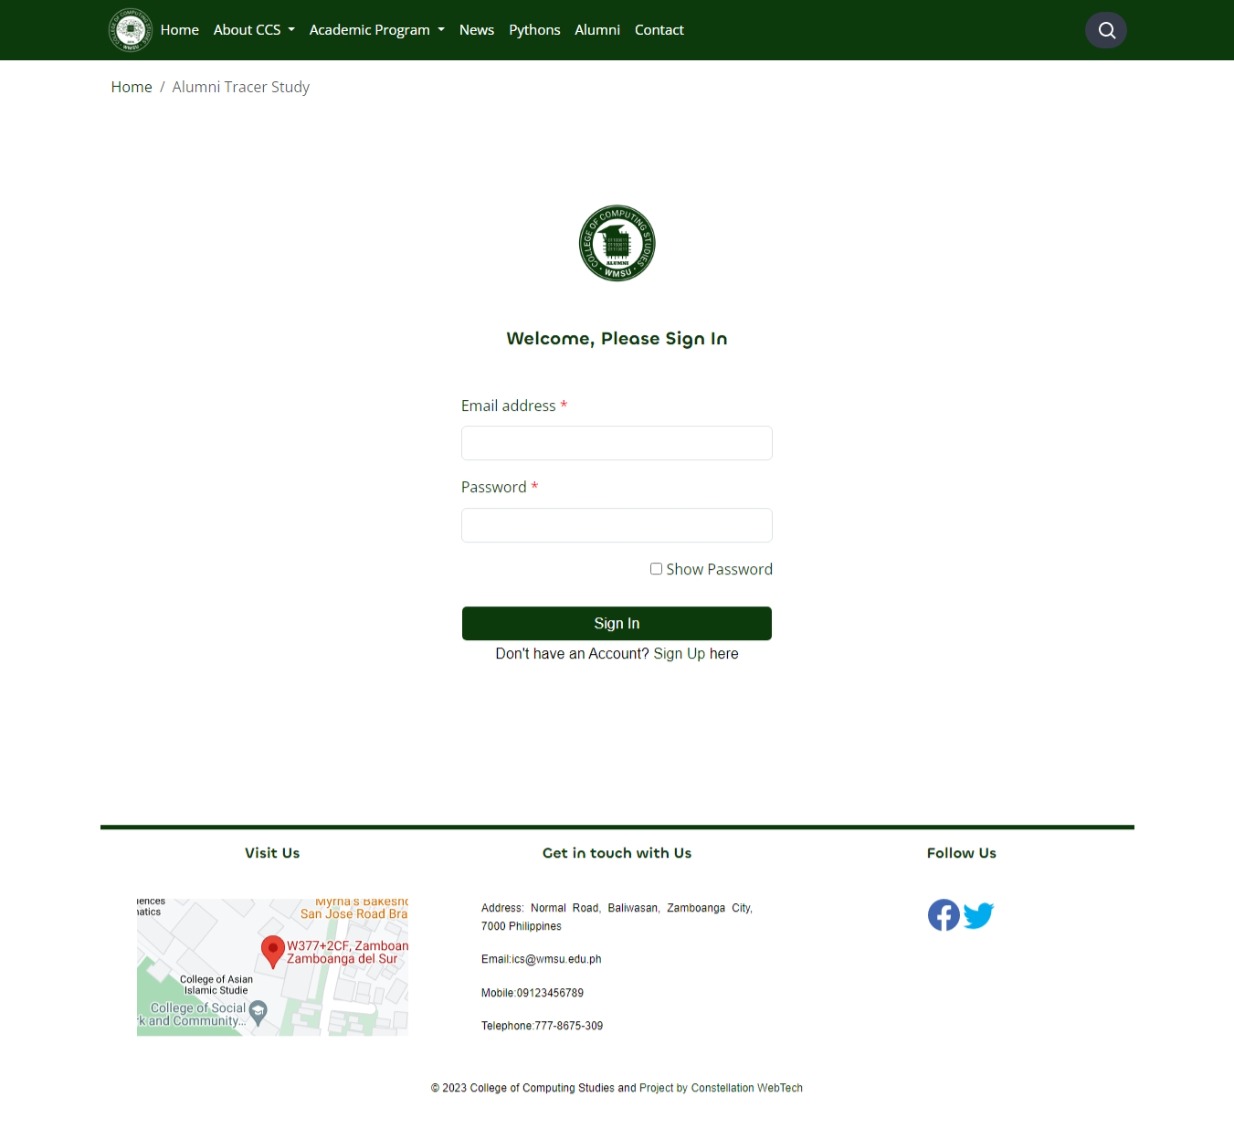 Home About CCS Academic Program News Pythons Alumni Contact
Home / Alumni Tracer Study
COLLEGE OF COMPUTING STUDIES
ALUMNI
WMSU
Welcome, Please Sign In
Email address *
Password *
Show Password
Sign In
Don't have an Account? Sign Up here
Visit Us
Get in touch with Us
Follow Us
Myrna's Bakesho
San Jose Road Bra
W377+2CF, Zamboan
Zamboanga del Sur
College of Asian
Islamic Studie
College of Social
k and Community...
Address: Normal Road, Baliwasan, Zamboanga City,
7000 Philippines
Email:ics@wmsu.edu.ph
Mobile:09123456789
Telephone:777-8675-309
© 2023 College of Computing Studies and Project by Constellation WebTech